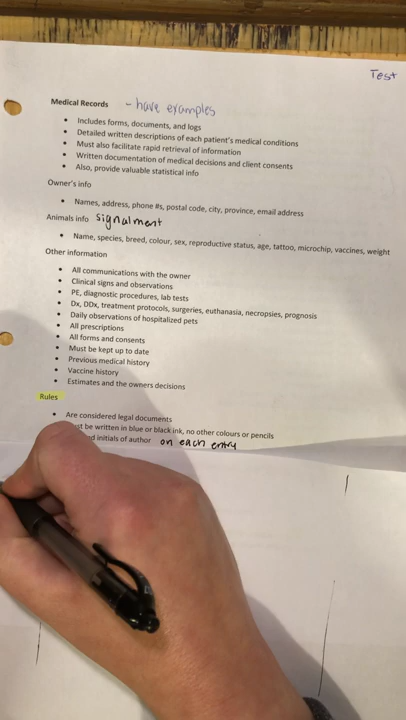 Test
Medical Records - have examples
• Includes forms, documents, and logs
• Detailed written descriptions of each patient's medical conditions
• Must also facilitate rapid retrieval of information
• Written documentation of medical decisions and client consents
• Also, provide valuable statistical info
Owner's info
• Names, address, phone #s, postal code, city, province, email address
Animals info signalment
• Name, species, breed, colour, sex, reproductive status, age, tattoo, microchip, vaccines, weight
Other information
• All communications with the owner
• Clinical signs and observations
• PE, diagnostic procedures, lab tests
• Dx, DDx, treatment protocols, surgeries, euthanasia, necropsies, prognosis
• Daily observations of hospitalized pets
• All prescriptions
• All forms and consents
• Must be kept up to date
• Previous medical history
• Vaccine history
• Estimates and the owners decisions
Rules
• Are considered legal documents
be written in blue or black ink, no other colours or pencils
initials of author on each entry